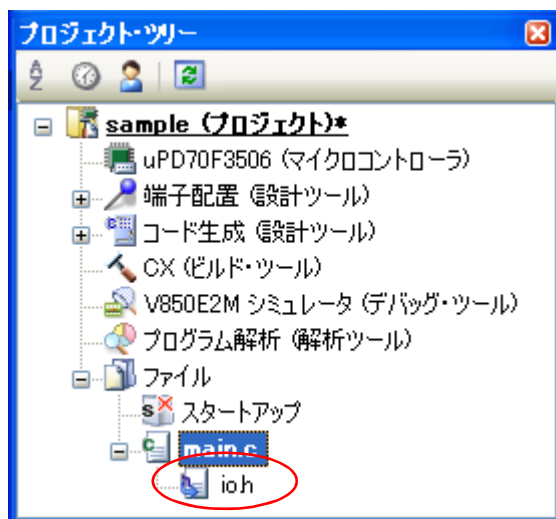 プロジェクト・ツリー
sample (プロジェクト)*
uPD70F3506 (マイクロコントローラ)
端子配置 (設計ツール)
コード生成 (設計ツール)
CX (ビルド・ツール)
V850E2M シミュレータ (デバッグ・ツール)
プログラム解析 (解析ツール)
ファイル
スタートアップ
main.c
io.h